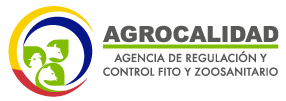 AGROCALIDAD
AGENCIA DE REGULACIÓN Y
CONTROL FITO Y ZOOSANITARIO